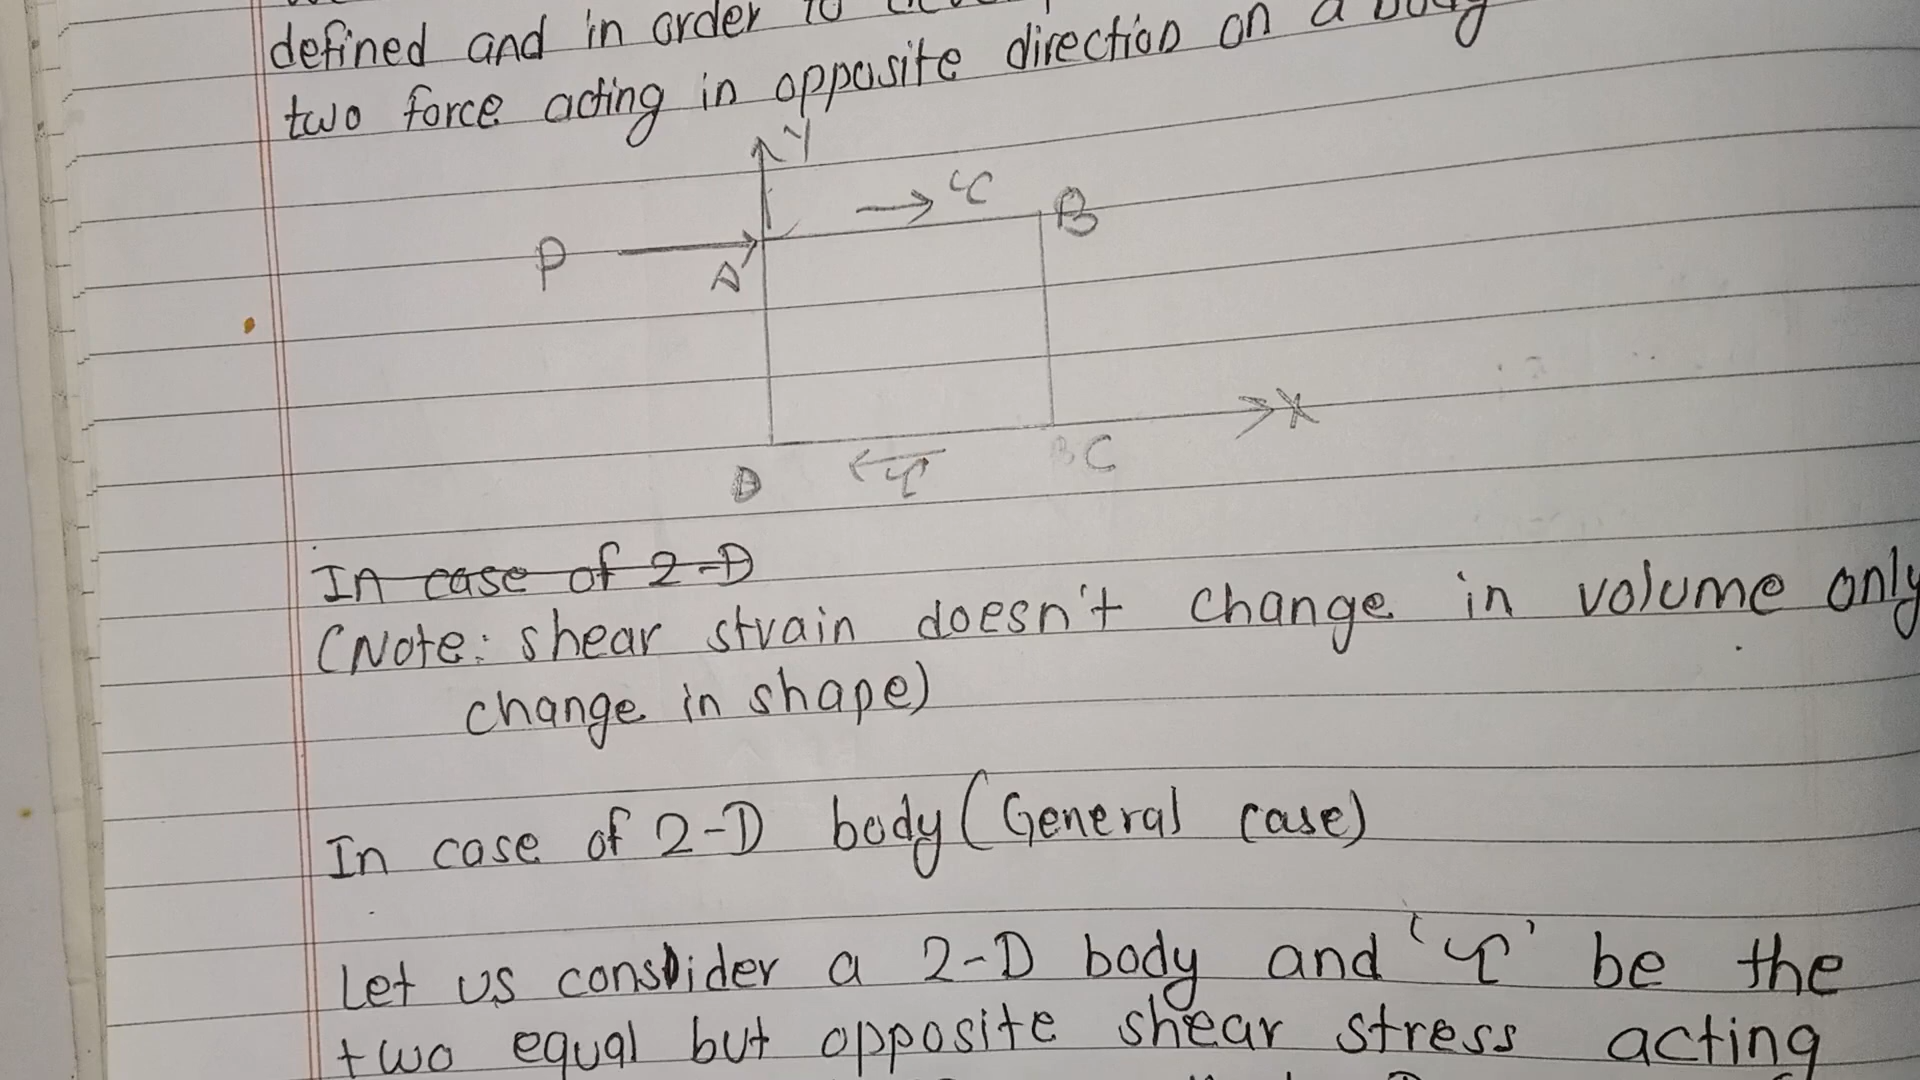 defined and in order to
two force acting in opposite direction on a body
Y
τ
P
A
B
X
D
τ
C
In case of 2-D
(Note: shear strain doesn't change in volume only
change in shape)
In case of 2-D body (General case)
Let us consider a 2-D body and 'τ' be the
two equal but opposite shear stress acting